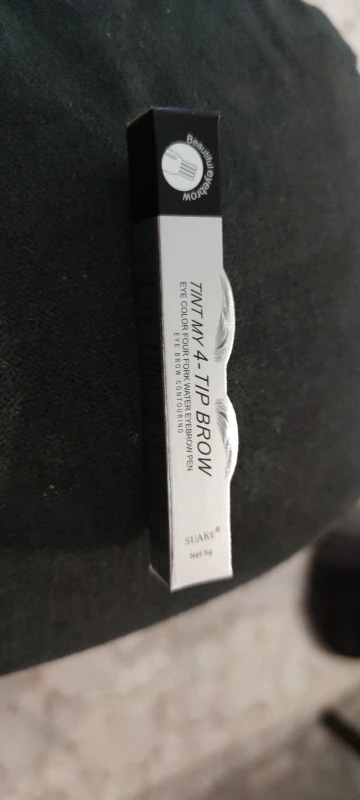 Beautiful eyebrow
TINT MY 4-TIP BROW
EYE COLOR FOUR FORK WATER EYEBROW PEN
EYE BROW CONTOURING
SUAKE®
Net:5g